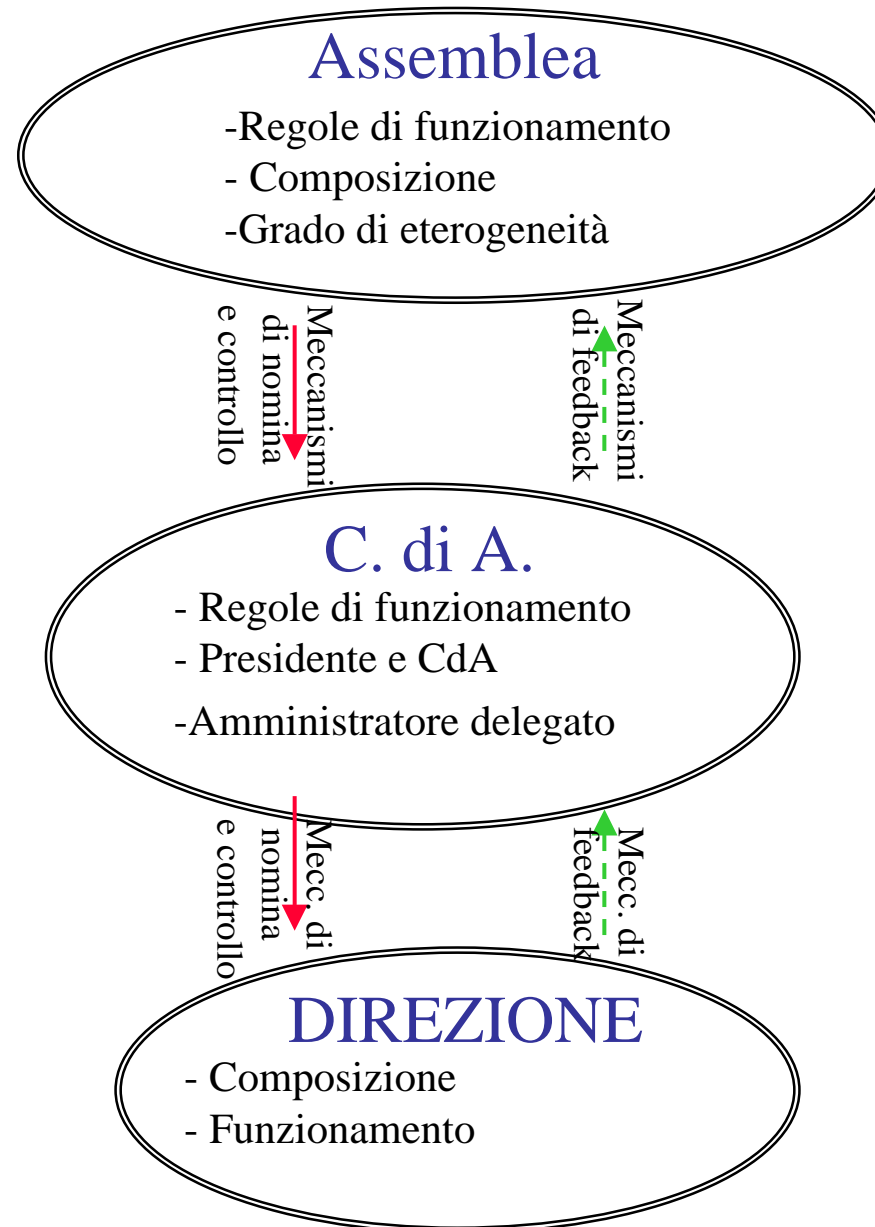 Assemblea
-Regole di funzionamento
- Composizione
-Grado di eterogeneità
Meccanismi
di nomina
e controllo
Meccanismi
di feedback
C. di A.
- Regole di funzionamento
- Presidente e CdA
-Amministratore delegato
Mecc. di
nomina
e controllo
Mecc. di
feedback
DIREZIONE
- Composizione
- Funzionamento